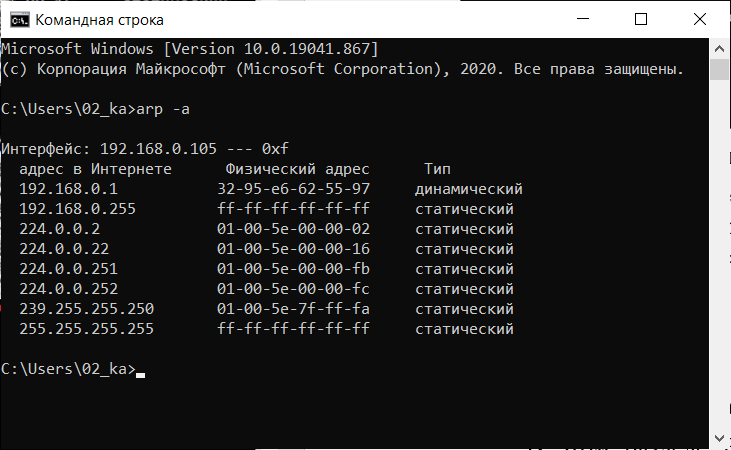 Командная строка
Microsoft Windows [Version 10.0.19041.867]
(c) Корпорация Майкрософт (Microsoft Corporation), 2020. Все права защищены.
C:\Users\02_ka>arp -a
Интерфейс: 192.168.0.105 --- 0xf
адрес в Интернете Физический адрес Тип
192.168.0.1 32-95-e6-62-55-97 динамический
192.168.0.255 ff-ff-ff-ff-ff-ff статический
224.0.0.2 01-00-5e-00-00-02 статический
224.0.0.22 01-00-5e-00-00-16 статический
224.0.0.251 01-00-5e-00-00-fb статический
224.0.0.252 01-00-5e-00-00-fc статический
239.255.255.250 01-00-5e-7f-ff-fa статический
255.255.255.255 ff-ff-ff-ff-ff-ff статический
C:\Users\02_ka>